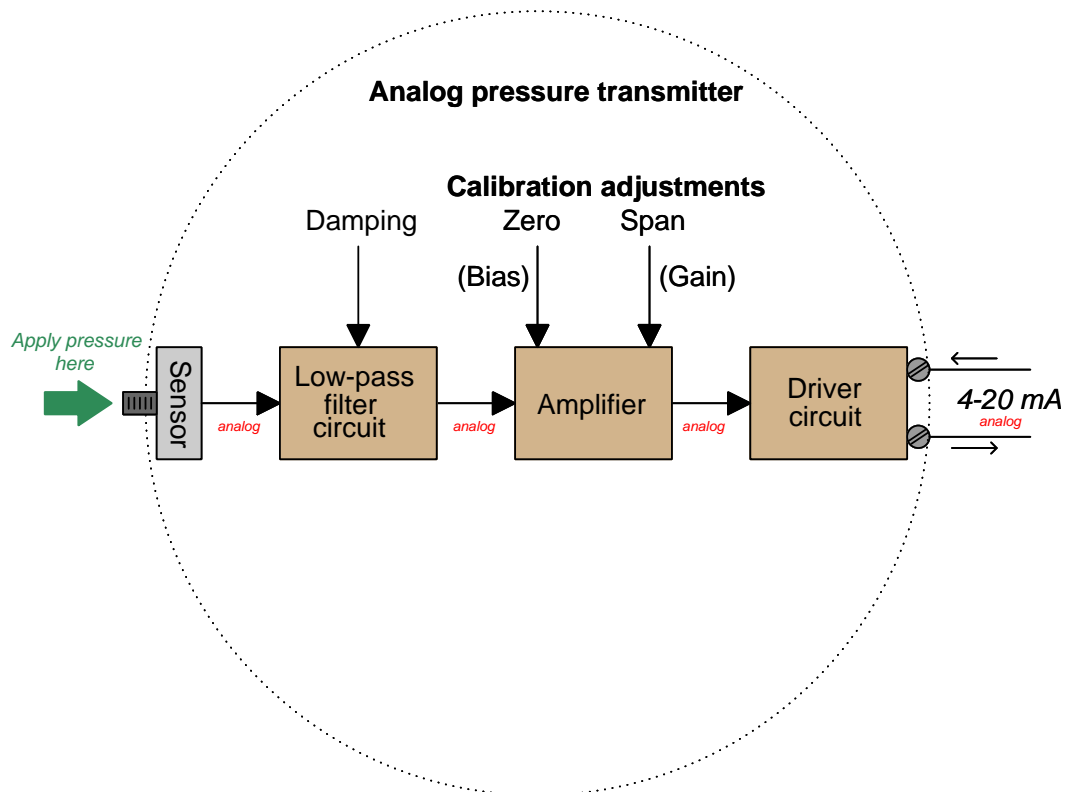 Analog pressure transmitter
Calibration adjustments
Damping
Zero
Span
(Bias)
(Gain)
Apply pressure
here
Sensor
analog
Low-pass
filter
circuit
analog
Amplifier
analog
Driver
circuit
4-20 mA
analog